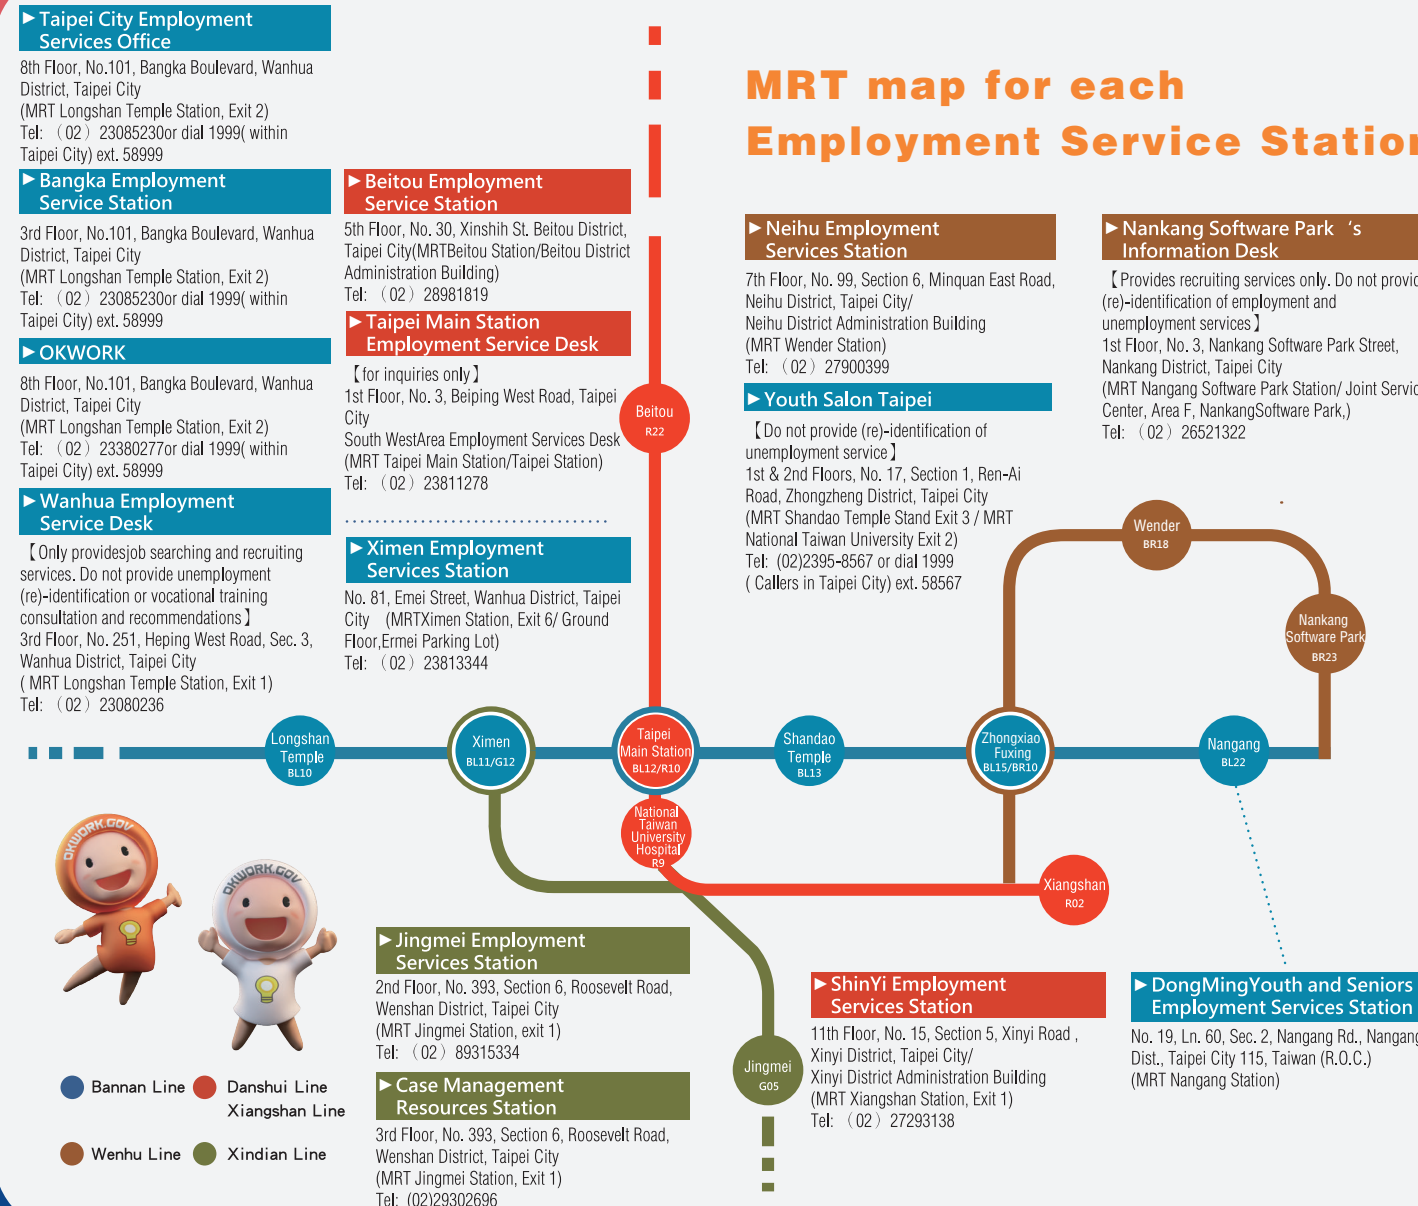 ►Taipei City Employment
Services Office
8th Floor, No.101, Bangka Boulevard, Wanhua
District, Taipei City
(MRT Longshan Temple Station, Exit 2)
Tel: （02）23085230or dial 1999( within
Taipei City) ext. 58999
►Bangka Employment
Service Station
3rd Floor, No.101, Bangka Boulevard, Wanhua
District, Taipei City
(MRT Longshan Temple Station, Exit 2)
Tel: （02）23085230or dial 1999( within
Taipei City) ext. 58999
►OKWORK
8th Floor, No.101, Bangka Boulevard, Wanhua
District, Taipei City
(MRT Longshan Temple Station, Exit 2)
Tel: （02）23380277or dial 1999( within
Taipei City) ext. 58999
►Wanhua Employment
Service Desk
【Only providesjob searching and recruiting
services. Do not provide unemployment
(re)-identification or vocational training
consultation and recommendations】
3rd Floor, No. 251, Heping West Road, Sec. 3,
Wanhua District, Taipei City
( MRT Longshan Temple Station, Exit 1)
Tel: （02）23080236
►Beitou Employment
Service Station
5th Floor, No. 30, Xinshih St. Beitou District,
Taipei City(MRTBeitou Station/Beitou District
Administration Building)
Tel: （02）28981819
►Taipei Main Station
Employment Service Desk
【for inquiries only】
1st Floor, No. 3, Beiping West Road, Taipei
City
South WestArea Employment Services Desk
(MRT Taipei Main Station/Taipei Station)
Tel: （02）23811278
►Ximen Employment
Services Station
No. 81, Emei Street, Wanhua District, Taipei
City (MRTXimen Station, Exit 6/ Ground
Floor,Ermei Parking Lot)
Tel: （02）23813344
MRT map for each
Employment Service Station
►Neihu Employment
Services Station
7th Floor, No. 99, Section 6, Minquan East Road,
Neihu District, Taipei City/
Neihu District Administration Building
(MRT Wender Station)
Tel: （02）27900399
►Youth Salon Taipei
【Do not provide (re)-identification of
unemployment service】
1st & 2nd Floors, No. 17, Section 1, Ren-Ai
Road, Zhongzheng District, Taipei City
(MRT Shandao Temple Stand Exit 3 / MRT
National Taiwan University Exit 2)
Tel: (02)2395-8567 or dial 1999
( Callers in Taipei City) ext. 58567
►Nankang Software Park ‘s
Information Desk
【Provides recruiting services only. Do not provid
(re)-identification of employment and
unemployment services】
1st Floor, No. 3, Nankang Software Park Street,
Nankang District, Taipei City
(MRT Nangang Software Park Station/ Joint Servic
Center, Area F, NankangSoftware Park,)
Tel: （02）26521322
Beitou
R22
Wender
BR18
Nankang
Software Park
BR23
Longshan
Temple
BL10
Ximen
BL11/G12
Taipei
Main Station
BL12/R10
Shandao
Temple
BL13
Zhongxiao
Fuxing
BL15/BR10
Nangang
BL22
National
Taiwan
University
Hospital
R9
Xiangshan
R02
Jingmei
G05
OKWORK.GOV
OKWORK.GOV
►Jingmei Employment
Services Station
2nd Floor, No. 393, Section 6, Roosevelt Road,
Wenshan District, Taipei City
(MRT Jingmei Station, exit 1)
Tel: （02）89315334
►Case Management
Resources Station
3rd Floor, No. 393, Section 6, Roosevelt Road,
Wenshan District, Taipei City
(MRT Jingmei Station, Exit 1)
Tel: (02)29302696
►ShinYi Employment
Services Station
11th Floor, No. 15, Section 5, Xinyi Road ,
Xinyi District, Taipei City/
Xinyi District Administration Building
(MRT Xiangshan Station, Exit 1)
Tel: （02）27293138
►DongMingYouth and Seniors
Employment Services Station
No. 19, Ln. 60, Sec. 2, Nangang Rd., Nangang
Dist., Taipei City 115, Taiwan (R.O.C.)
(MRT Nangang Station)
Bannan Line
Danshui Line
Xiangshan Line
Wenhu Line
Xindian Line